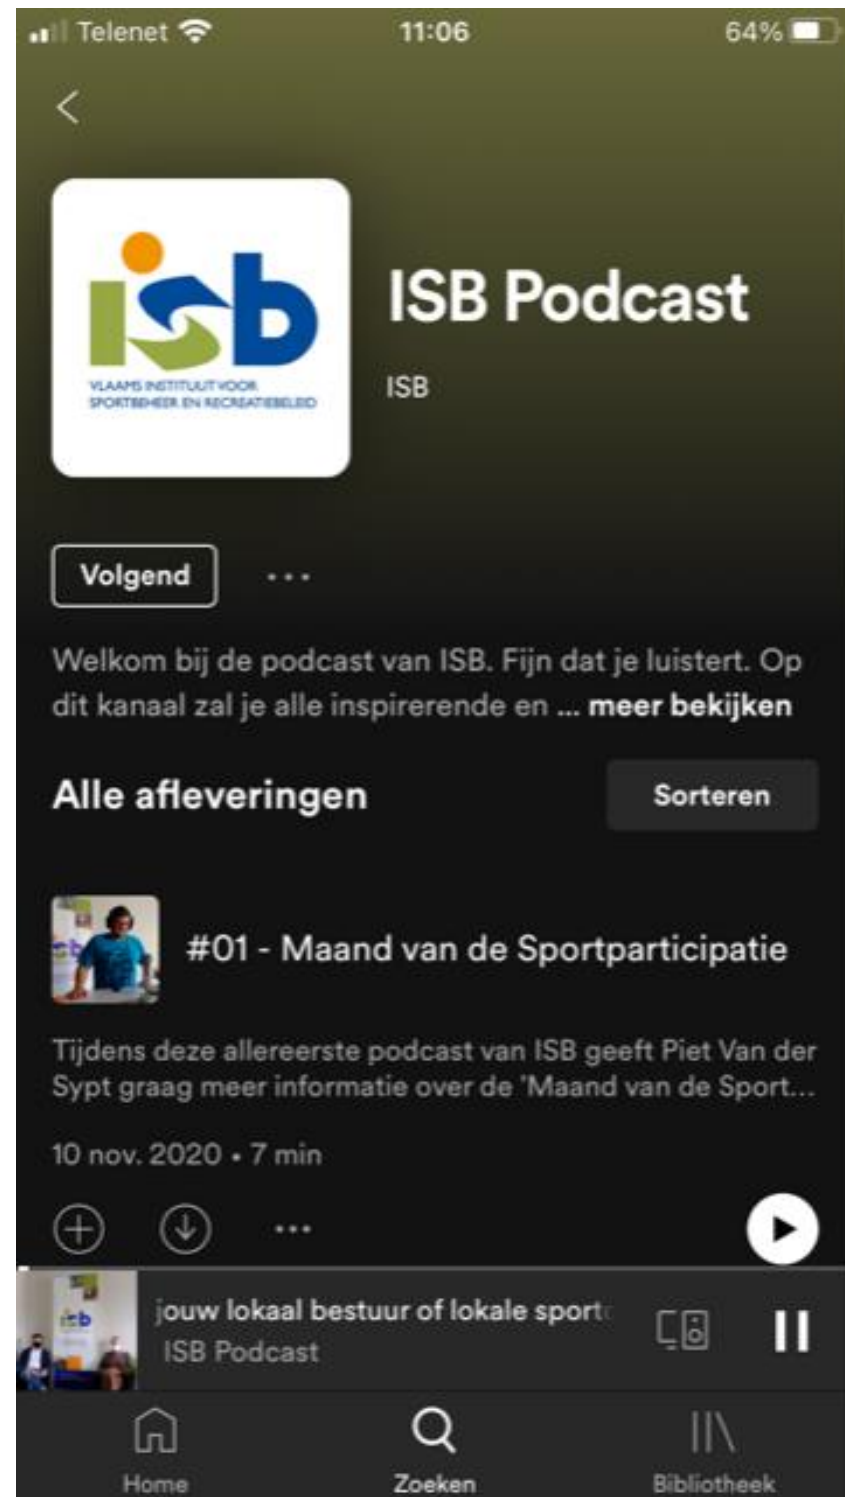 Telenet 11:06 64%
isb
VLAAMS INSTITUUT VOOR
SPORTBEHEER EN RECREATIEBELEID
ISB Podcast
ISB
Volgend
Welkom bij de podcast van ISB. Fijn dat je luistert. Op
dit kanaal zal je alle inspirerende en ... meer bekijken
Alle afleveringen
Sorteren
#01 - Maand van de Sportparticipatie
Tijdens deze allereerste podcast van ISB geeft Piet Van der
Sypt graag meer informatie over de 'Maand van de Sport...
10 nov. 2020 • 7 min
isb
jouw lokaal bestuur of lokale sport
ISB Podcast
Home
Zoeken
Bibliotheek